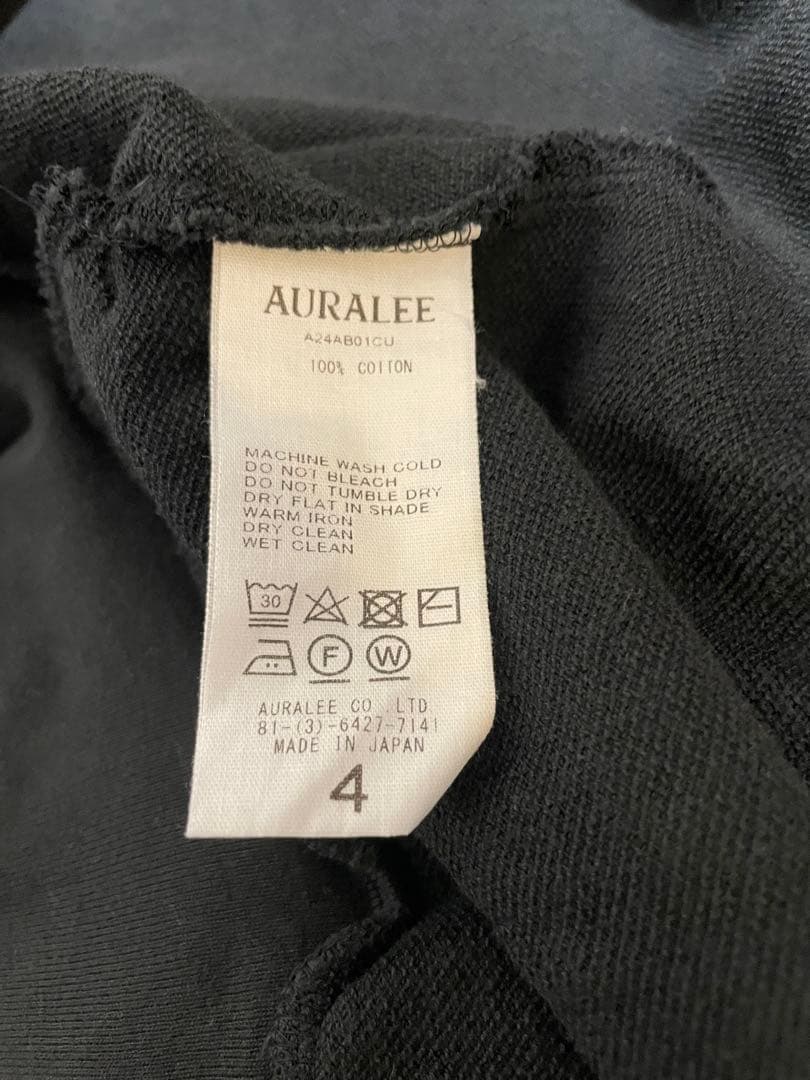 AURALEE
A24AB01CU
100% COTTON
MACHINE WASH COLD
DO NOT BLEACH
DO NOT TUMBLE DRY
DRY FLAT IN SHADE
WARM IRON
DRY CLEAN
WET CLEAN
30
F W
AURALEE CO .LTD.
81-(3)-6427-7141
MADE IN JAPAN
4